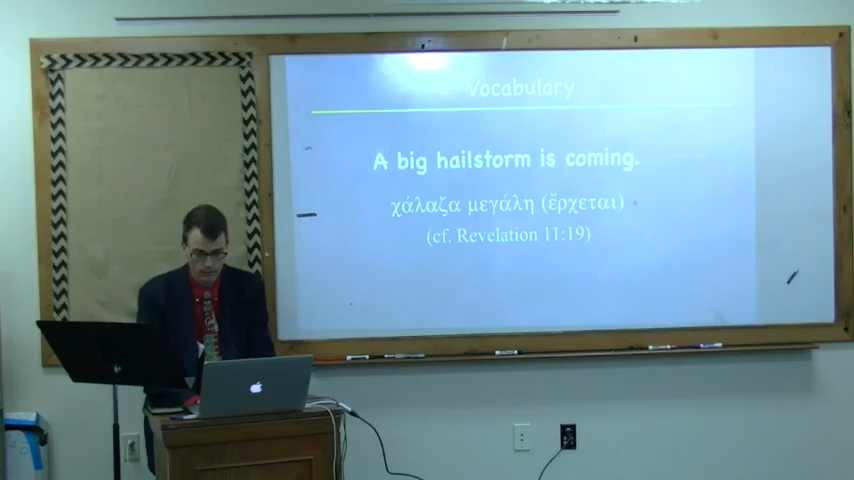 Vocabulary
A big hailstorm is coming.
χάλαζα μεγάλη (ἔρχεται)
(cf. Revelation 11:19)